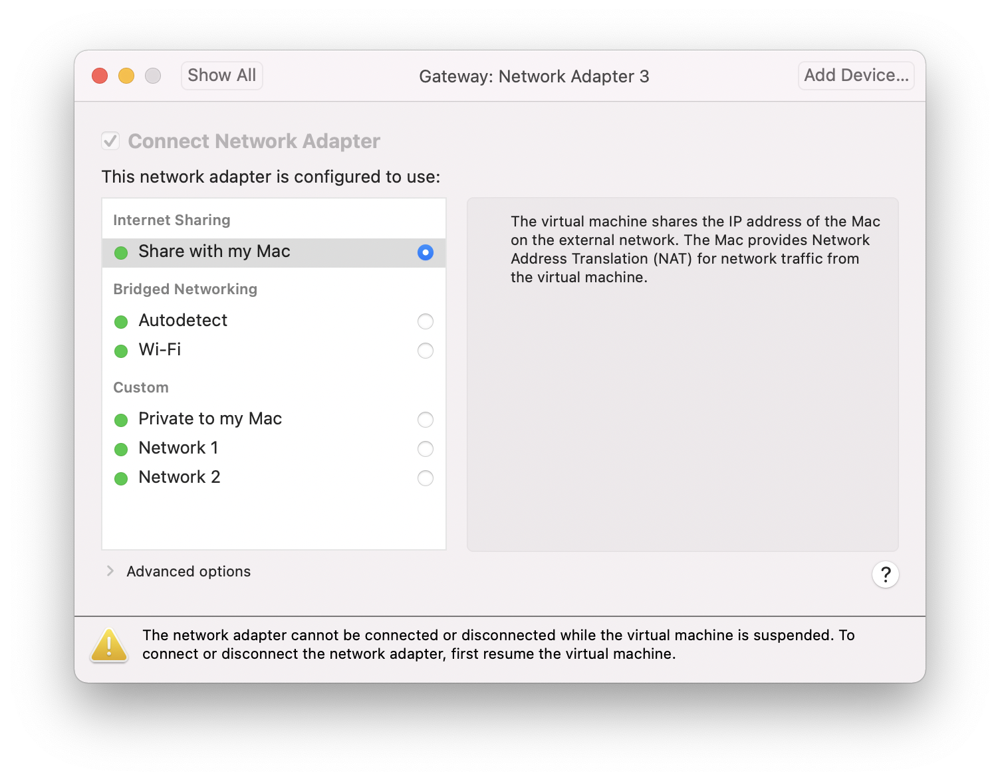 Show All
Gateway: Network Adapter 3
Add Device...
Connect Network Adapter
This network adapter is configured to use:
Internet Sharing
Share with my Mac
Bridged Networking
Autodetect
Wi-Fi
Custom
Private to my Mac
Network 1
Network 2
The virtual machine shares the IP address of the Mac
on the external network. The Mac provides Network
Address Translation (NAT) for network traffic from
the virtual machine.
Advanced options
?
The network adapter cannot be connected or disconnected while the virtual machine is suspended. To
connect or disconnect the network adapter, first resume the virtual machine.